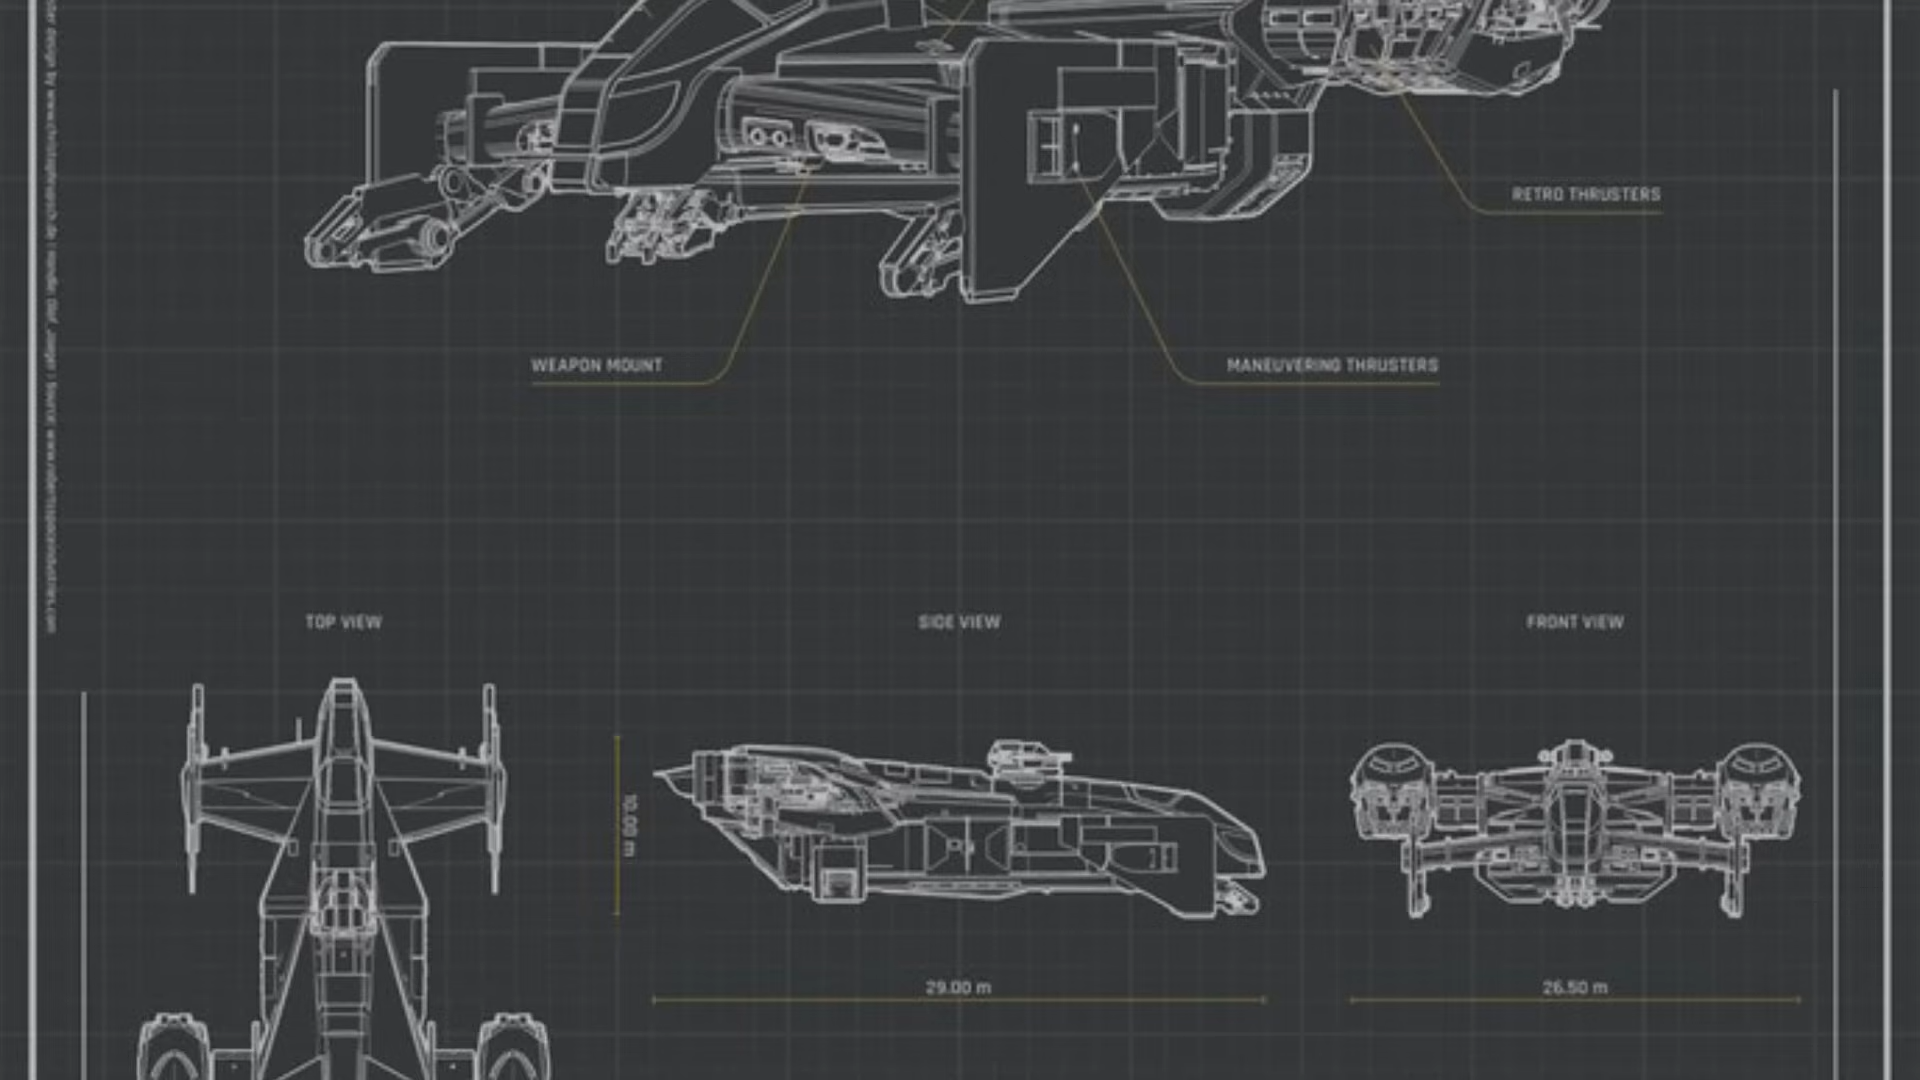 RETRO THRUSTERS
WEAPON MOUNT
MANEUVERING THRUSTERS
TOP VIEW
SIDE VIEW
FRONT VIEW
10.00 m
29.00 m
26.50 m